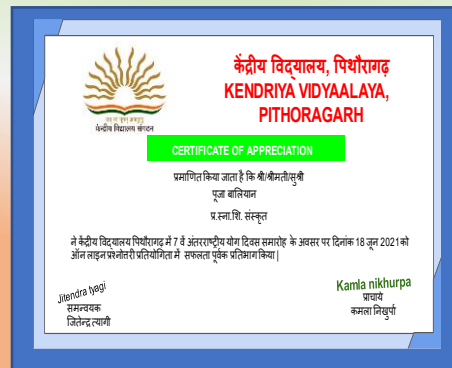 केंद्रीय विद्यालय, पिथौरागढ़
KENDRIYA VIDYAALAYA,
PITHORAGARH
केन्द्रीय विद्यालय संगठन
CERTIFICATE OF APPRECIATION
प्रमाणित किया जाता है कि श्री/श्रीमती/सुश्री
पूजा बालियान
प्र.स्ना.शि. संस्कृत
ने केंद्रीय विद्यालय पिथौरागढ़ में 7 वें अंतरराष्ट्रीय योग दिवस समारोह के अवसर पर दिनांक 18 जून 2021 को
ऑन लाइन प्रश्नोत्तरी प्रतियोगिता में सफलता पूर्वक प्रतिभाग किया |
Jitendra tyagi
समन्वयक
जितेन्द्र त्यागी
Kamla nikhurpa
प्राचार्य
कमला निखुर्पा